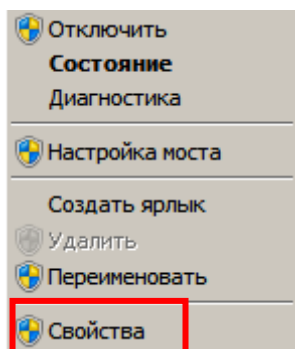 Отключить
Состояние
Диагностика
Настройка моста
Создать ярлык
Удалить
Переименовать
Свойства